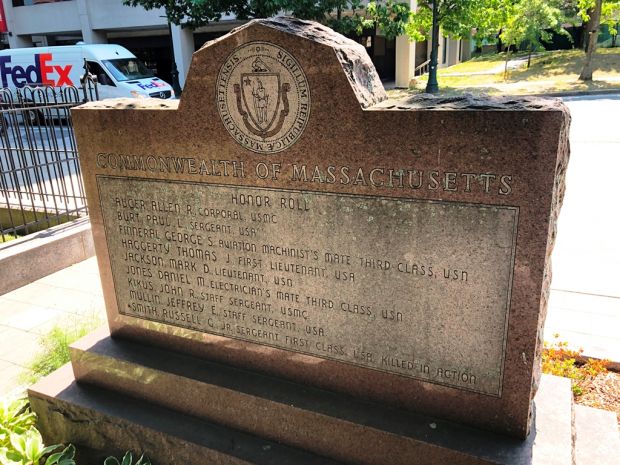 FedEx
FedEx
SIGILLUM REIPUBLICÆ MASSACHUSETTENSIS
COMMONWEALTH OF MASSACHUSETTS
HONOR ROLL
AUGER, ALLEN R. CORPORAL, USMC
BURT, PAUL L. SERGEANT, USA
FINNERAL, GEORGE S. AVIATION MACHINIST'S MATE THIRD CLASS, USN
HAGGERTY, THOMAS J. FIRST LIEUTENANT, USA
JACKSON, MARK D. LIEUTENANT, USN
JONES, DANIEL M. ELECTRICIAN'S MATE THIRD CLASS, USN
KIKUS, JOHN R. STAFF SERGEANT, USMC
MULLIN, JEFFREY E. STAFF SERGEANT, USA
*SMITH, RUSSELL G. JR. SERGEANT FIRST CLASS, USA, KILLED IN ACTION